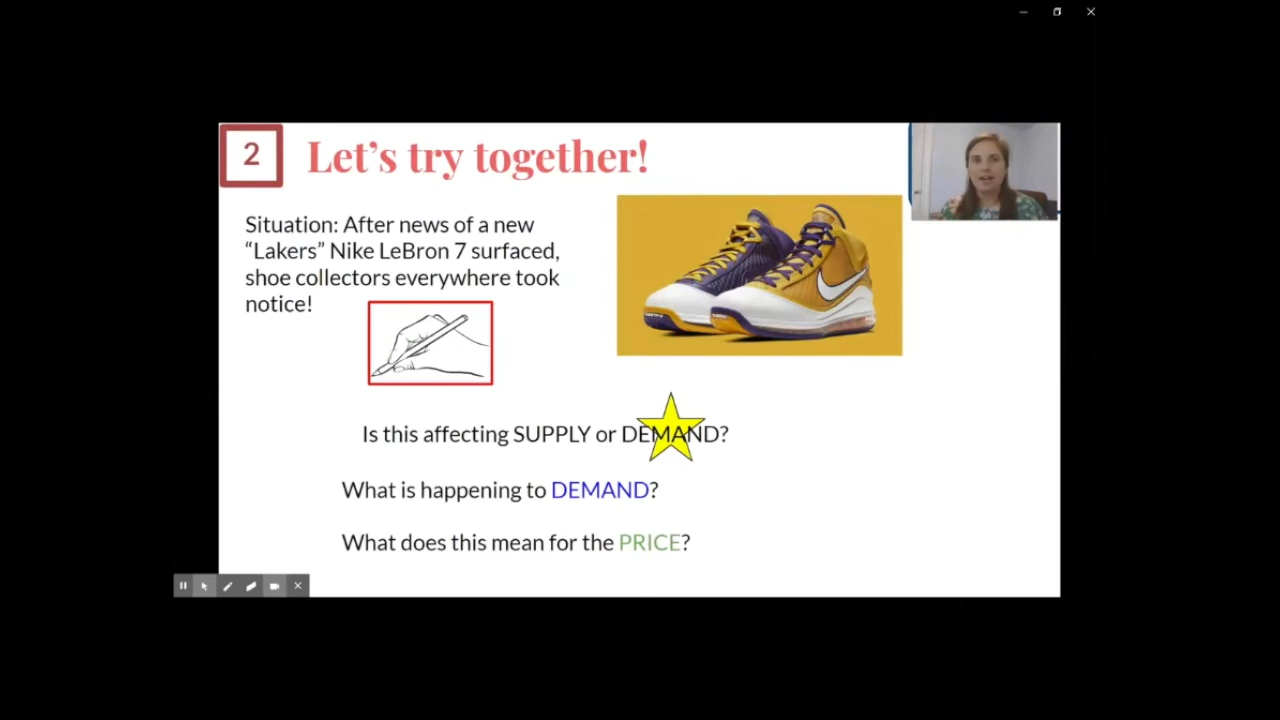 2
Let's try together!
Situation: After news of a new
“Lakers” Nike LeBron 7 surfaced,
shoe collectors everywhere took
notice!
Is this affecting SUPPLY or DEMAND?
What is happening to DEMAND?
What does this mean for the PRICE?